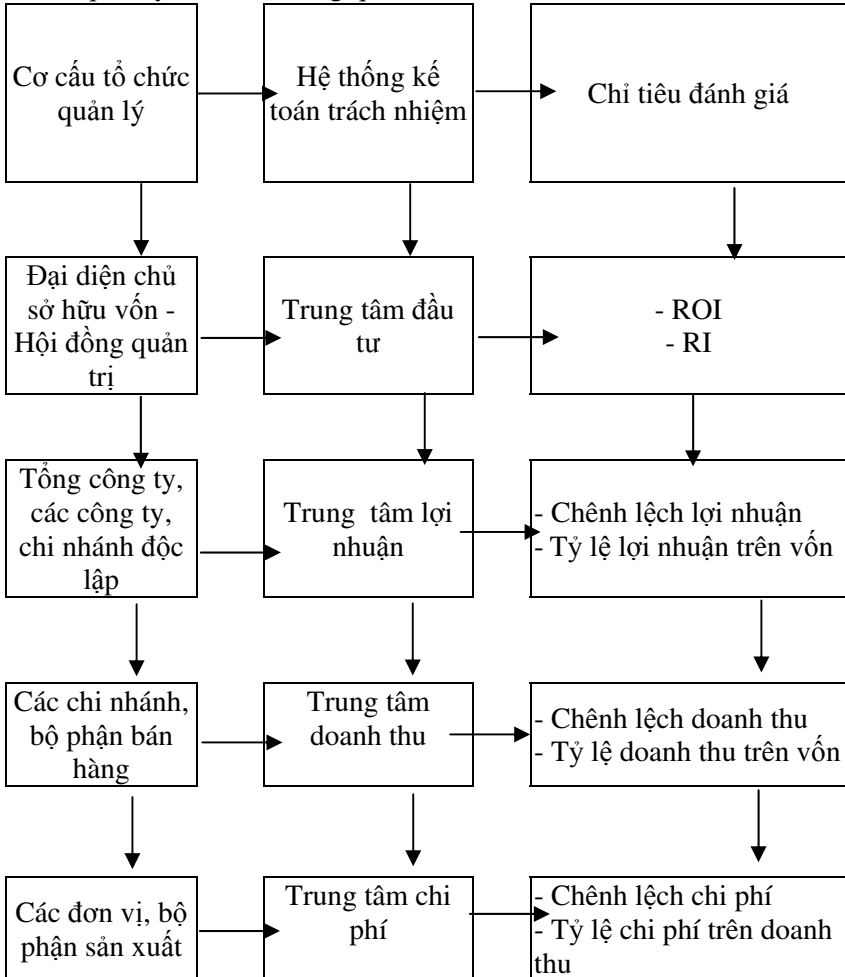 Cơ cấu tổ chức
quản lý
Hệ thống kế
toán trách nhiệm
Chỉ tiêu đánh giá
Đại diện chủ
sở hữu vốn -
Hội đồng quản
trị
Trung tâm đầu
tư
- ROI
- RI
Tổng công ty,
các công ty,
chi nhánh độc
lập
Trung tâm lợi
nhuận
- Chênh lệch lợi nhuận
- Tỷ lệ lợi nhuận trên vốn
Các chi nhánh,
bộ phận bán
hàng
Trung tâm
doanh thu
- Chênh lệch doanh thu
- Tỷ lệ doanh thu trên vốn
Các đơn vị, bộ
phận sản xuất
Trung tâm chi
phí
- Chênh lệch chi phí
- Tỷ lệ chi phí trên doanh
thu